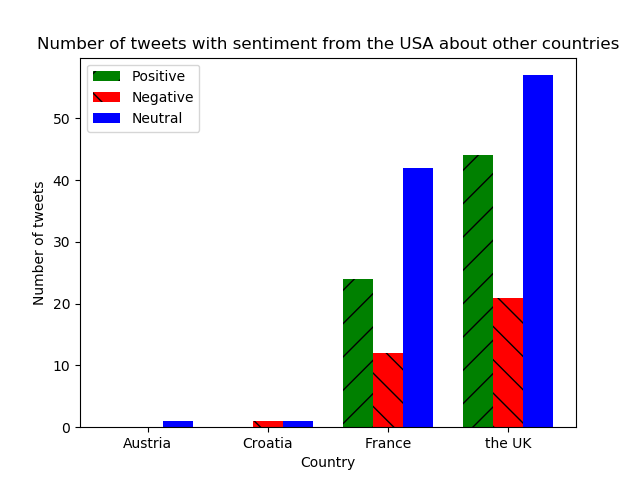 Number of tweets with sentiment from the USA about other countries
Positive
Negative
Neutral
50
40
30
20
10
0
Number of tweets
Austria
Croatia
France
the UK
Country